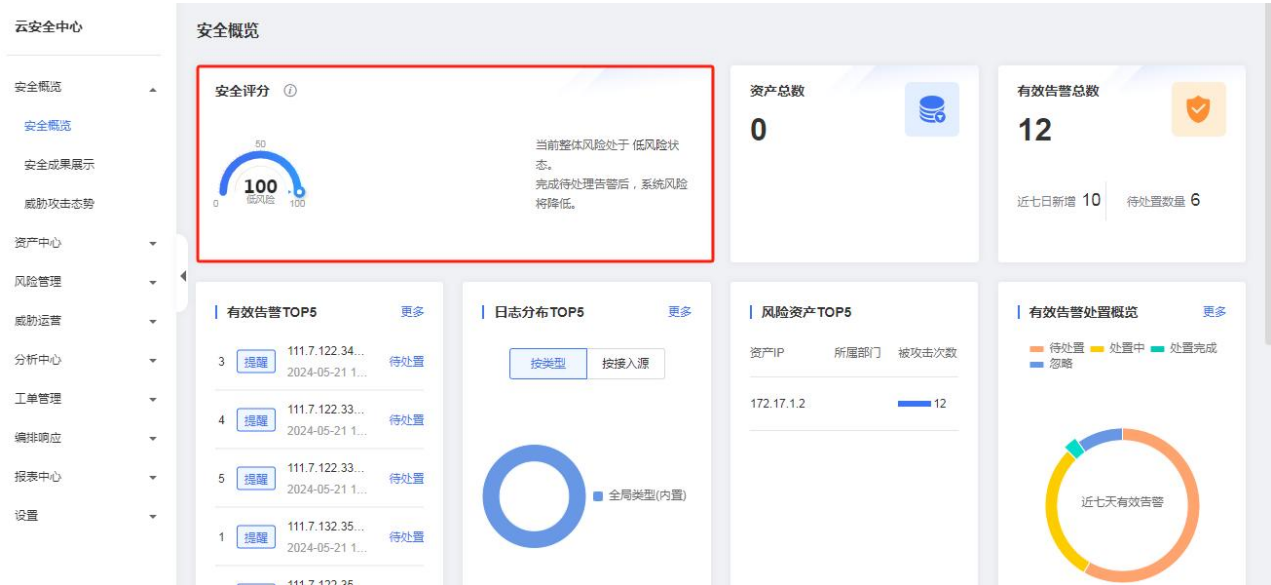 云安全中心
安全概览
安全概览
安全成果展示
威胁攻击态势
资产中心
风险管理
威胁运营
分析中心
工单管理
编排响应
报表中心
设置
安全概览
安全评分
50
100
低风险
0
100
当前整体风险处于 低风险状
态。
完成待处理告警后，系统风险
将降低。
资产总数
0
有效告警总数
12
近七日新增 10 待处置数量 6
有效告警TOP5 更多
3 提醒 111.7.122.34... 待处置
2024-05-21 1...
4 提醒 111.7.122.33... 待处置
2024-05-21 1...
5 提醒 111.7.122.33... 待处置
2024-05-21 1...
1 提醒 111.7.132.35... 待处置
2024-05-21 1...
日志分布TOP5 更多
按类型 按接入源
全局类型(内置)
风险资产TOP5
资产IP 所属部门 被攻击次数
172.17.1.2 12
有效告警处置概览 更多
待处置 处置中 处置完成
忽略
近七天有效告警